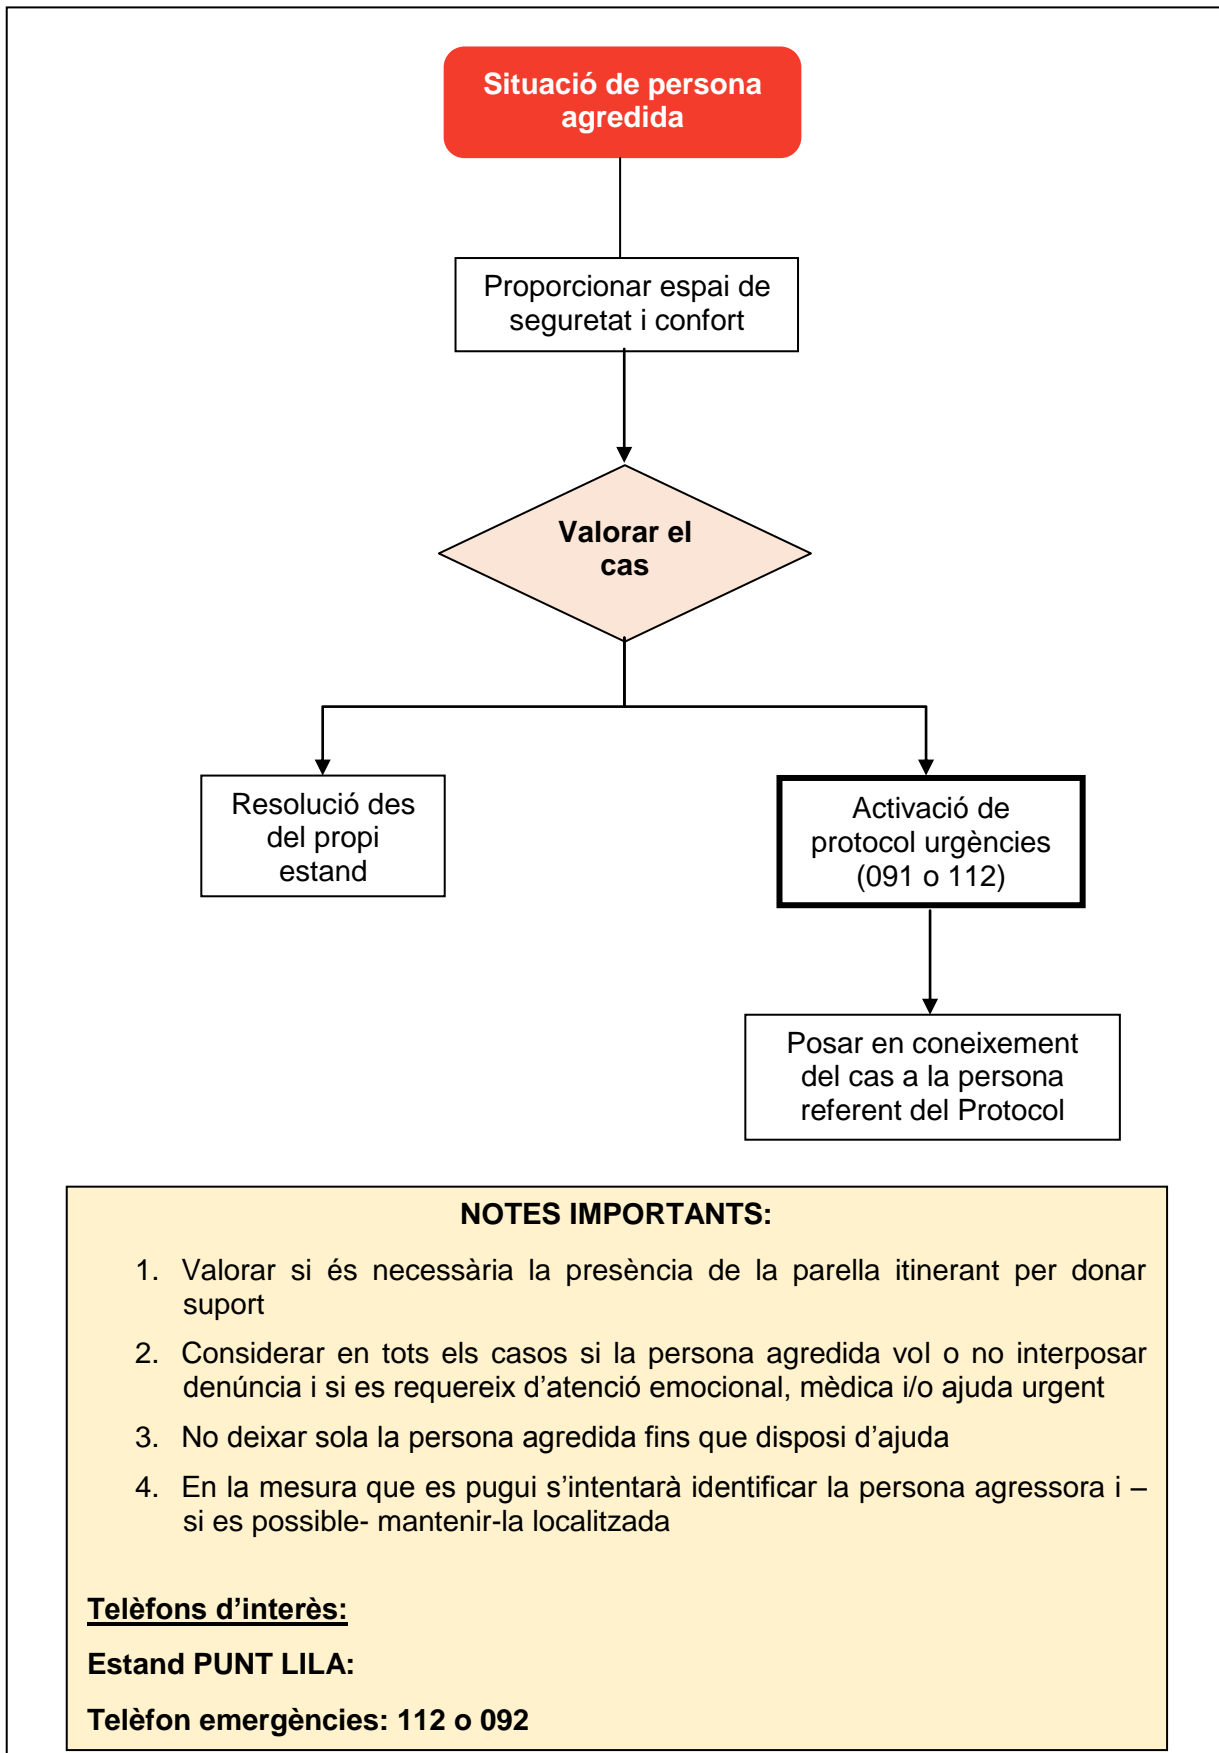 Situació de persona
agredida
Proporcionar espai de
seguretat i confort
Valorar el
cas
Resolució des
del propi
estand
Activació de
protocol urgències
(091 o 112)
Posar en coneixement
del cas a la persona
referent del Protocol
NOTES IMPORTANTS:
1. Valorar si és necessària la presència de la parella itinerant per donar
suport
2. Considerar en tots els casos si la persona agredida vol o no interposar
denúncia i si es requereix d’atenció emocional, mèdica i/o ajuda urgent
3. No deixar sola la persona agredida fins que disposi d’ajuda
4. En la mesura que es pugui s’intentarà identificar la persona agressora i –
si es possible- mantenir-la localitzada
Telèfons d’interès:
Estand PUNT LILA:
Telèfon emergències: 112 o 092